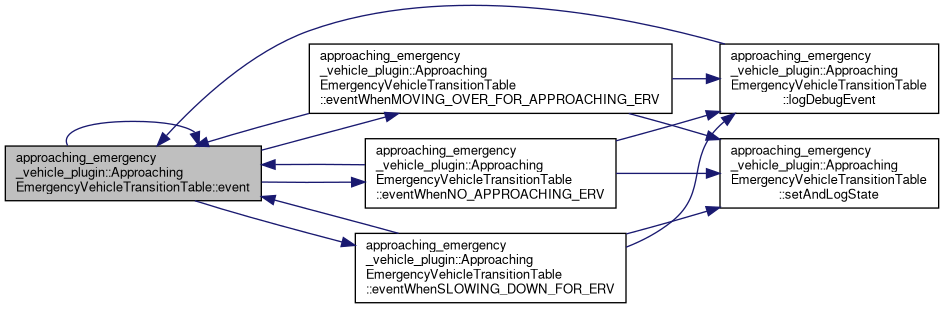 approaching_emergency
_vehicle_plugin::Approaching
EmergencyVehicleTransitionTable::event
approaching_emergency
_vehicle_plugin::Approaching
EmergencyVehicleTransitionTable
::eventWhenMOVING_OVER_FOR_APPROACHING_ERV
approaching_emergency
_vehicle_plugin::Approaching
EmergencyVehicleTransitionTable
::eventWhenNO_APPROACHING_ERV
approaching_emergency
_vehicle_plugin::Approaching
EmergencyVehicleTransitionTable
::eventWhenSLOWING_DOWN_FOR_ERV
approaching_emergency
_vehicle_plugin::Approaching
EmergencyVehicleTransitionTable
::logDebugEvent
approaching_emergency
_vehicle_plugin::Approaching
EmergencyVehicleTransitionTable
::setAndLogState